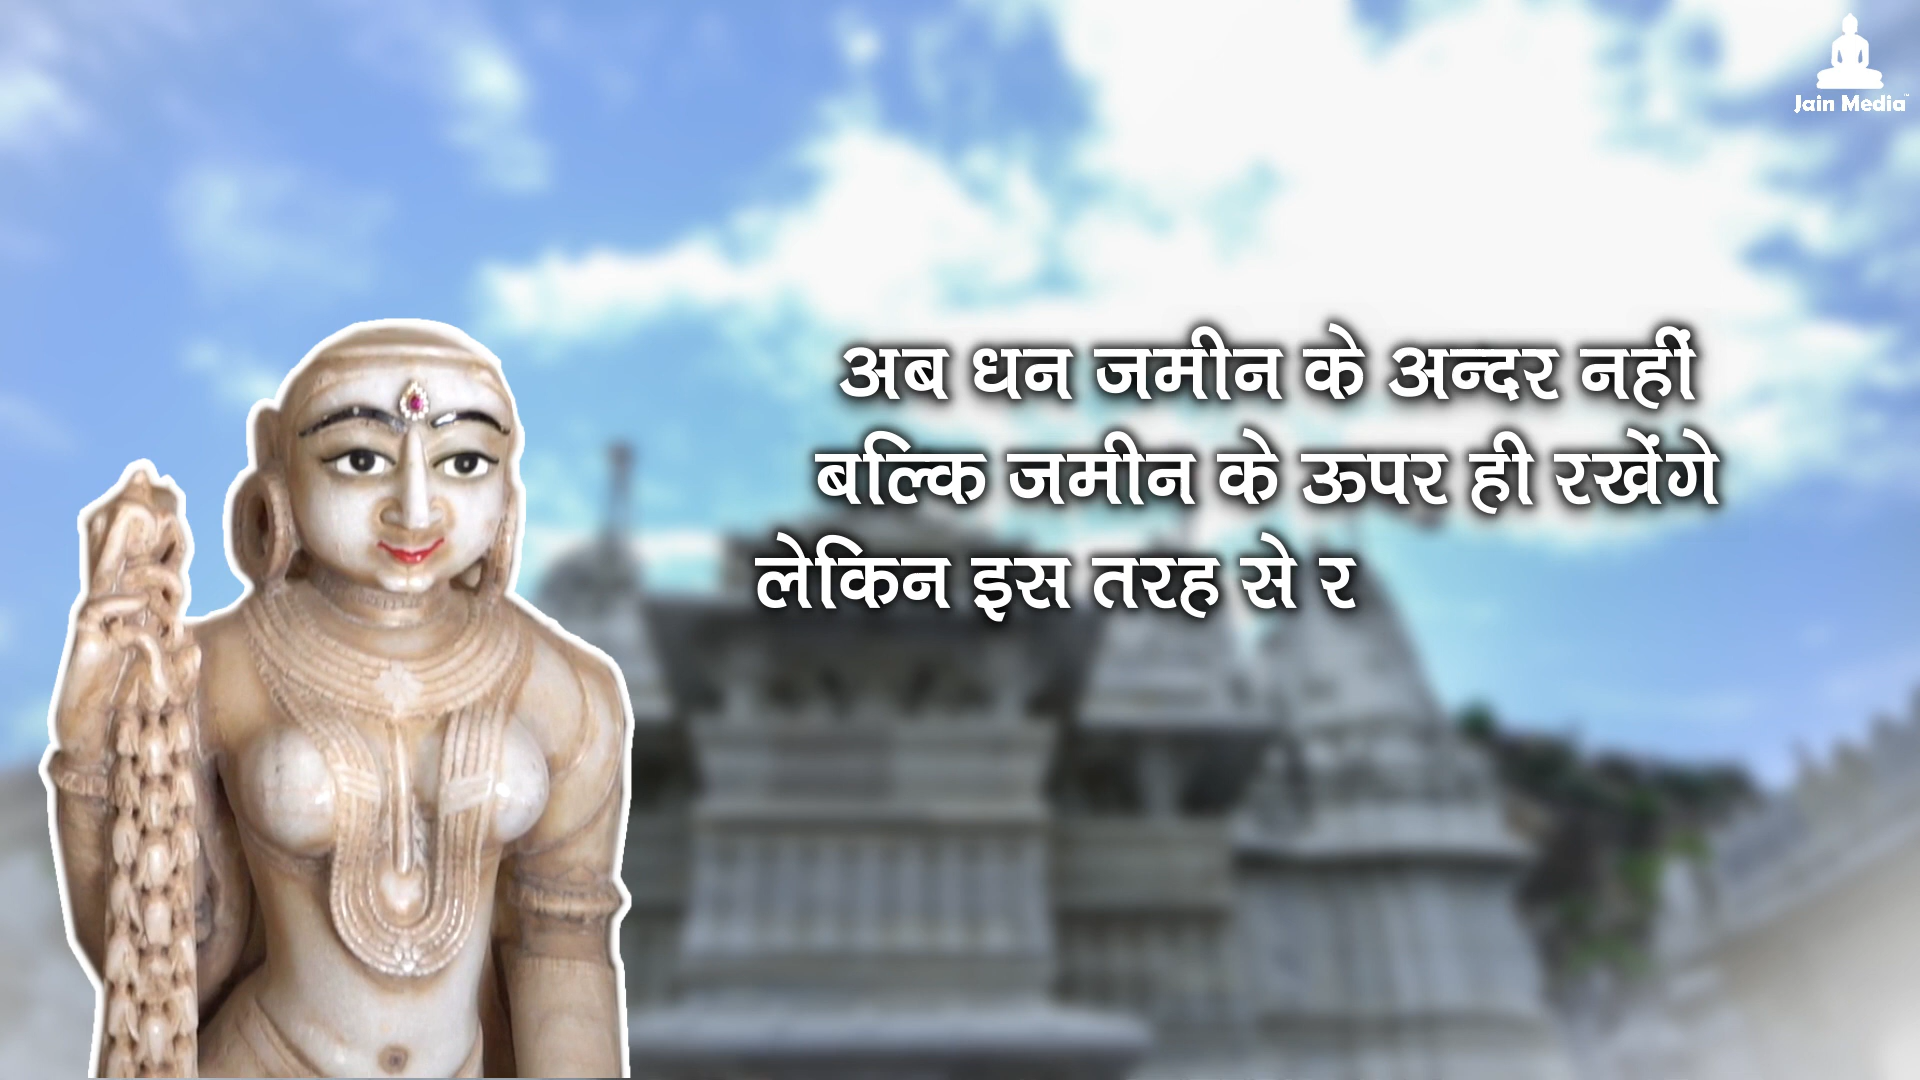 Jain Media
अब धन जमीन के अन्दर नहीं
बल्कि जमीन के ऊपर ही रखेंगे
लेकिन इस तरह से र